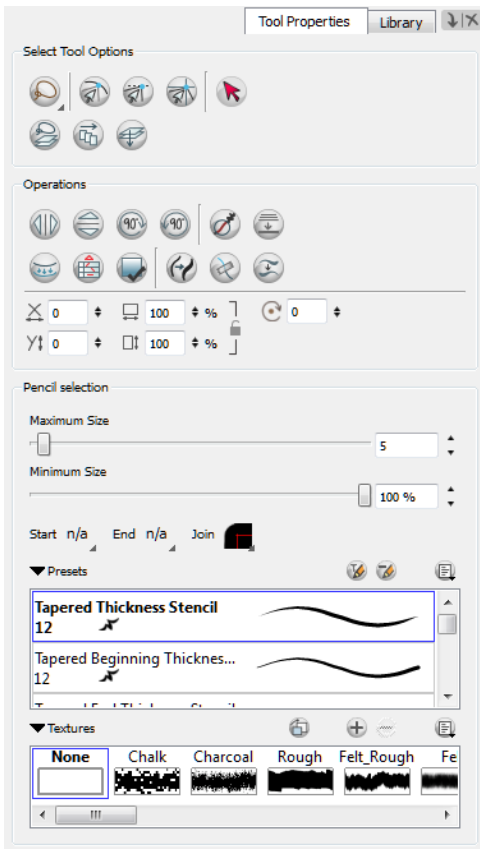 Tool Properties Library
Select Tool Options
Operations
90° 90°
X 0 100 % 0
Y 0 100 %
Pencil selection
Maximum Size
5
Minimum Size
100 %
Start n/a End n/a Join
Presets
Tapered Thickness Stencil
12
Tapered Beginning Thicknes...
12
Textures
None Chalk Charcoal Rough Felt_Rough Fe